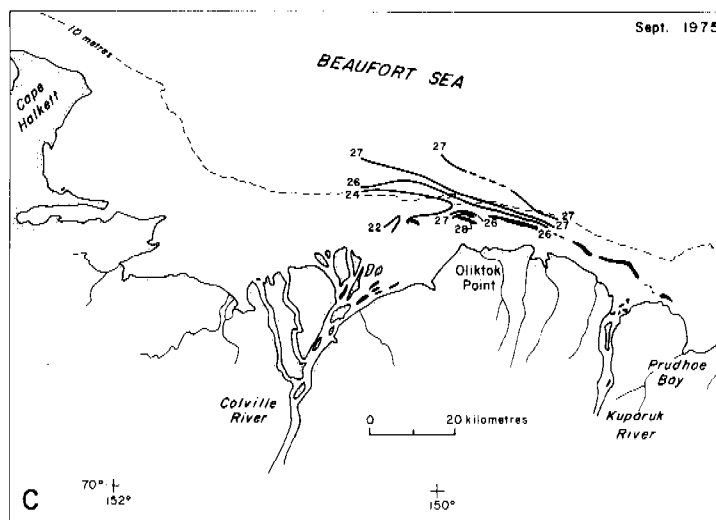 Sept. 1975
10 metres
BEAUFORT SEA
Cape
Halkett
27
27
26
24
27
22
27
26
28
26
27
Oliktok
Point
Prudhoe
Bay
Colville
River
0 20 kilometres
Kuparuk
River
C
70°
152°
150°